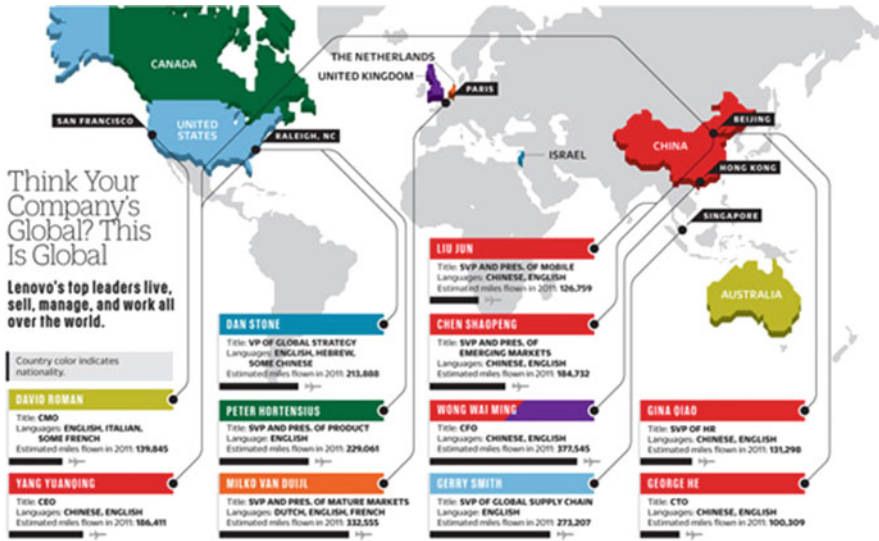 THE NETHERLANDS
CANADA
UNITED KINGDOM
PARIS
SAN FRANCISCO
UNITED
STATES
RALEIGH, NC
BEIJING
ISRAEL
CHINA
HONG KONG
SINGAPORE
AUSTRALIA
Think Your
Company's
Global? This
Is Global
Lenovo's top leaders live,
sell, manage, and work all
over the world.
Country color indicates
nationality.
DAVID ROMAN
Title: CMO
Languages: ENGLISH, ITALIAN,
SOME FRENCH
Estimated miles flown in 2011: 139,845
YANG YUANQING
Title: CEO
Languages: CHINESE, ENGLISH
Estimated miles flown in 2011: 186,411
DAN STONE
Title: VP OF GLOBAL STRATEGY
Languages: ENGLISH, HEBREW,
SOME CHINESE
Estimated miles flown in 2011: 213,888
PETER HORTENSIUS
Title: SVP AND PRES. OF PRODUCT
Language: ENGLISH
Estimated miles flown in 2011: 229,061
MILKO VAN DUIJL
Title: SVP AND PRES. OF MATURE MARKETS
Languages: DUTCH, ENGLISH, FRENCH
Estimated miles flown in 2011: 332,555
LIU JUN
Title: SVP AND PRES. OF MOBILE
Languages: CHINESE, ENGLISH
Estimated miles flown in 2011: 126,759
CHEN SHAOPENG
Title: SVP AND PRES. OF
EMERGING MARKETS
Languages: CHINESE, ENGLISH
Estimated miles flown in 2011: 184,732
WONG WAI MING
Title: CFO
Languages: CHINESE, ENGLISH
Estimated miles flown in 2011: 377,545
GERRY SMITH
Title: SVP OF GLOBAL SUPPLY CHAIN
Language: ENGLISH
Estimated miles flown in 2011: 273,207
GINA QIAO
Title: SVP OF HR
Languages: CHINESE, ENGLISH
Estimated miles flown in 2011: 131,298
GEORGE HE
Title: CTO
Languages: CHINESE, ENGLISH
Estimated miles flown in 2011: 100,309